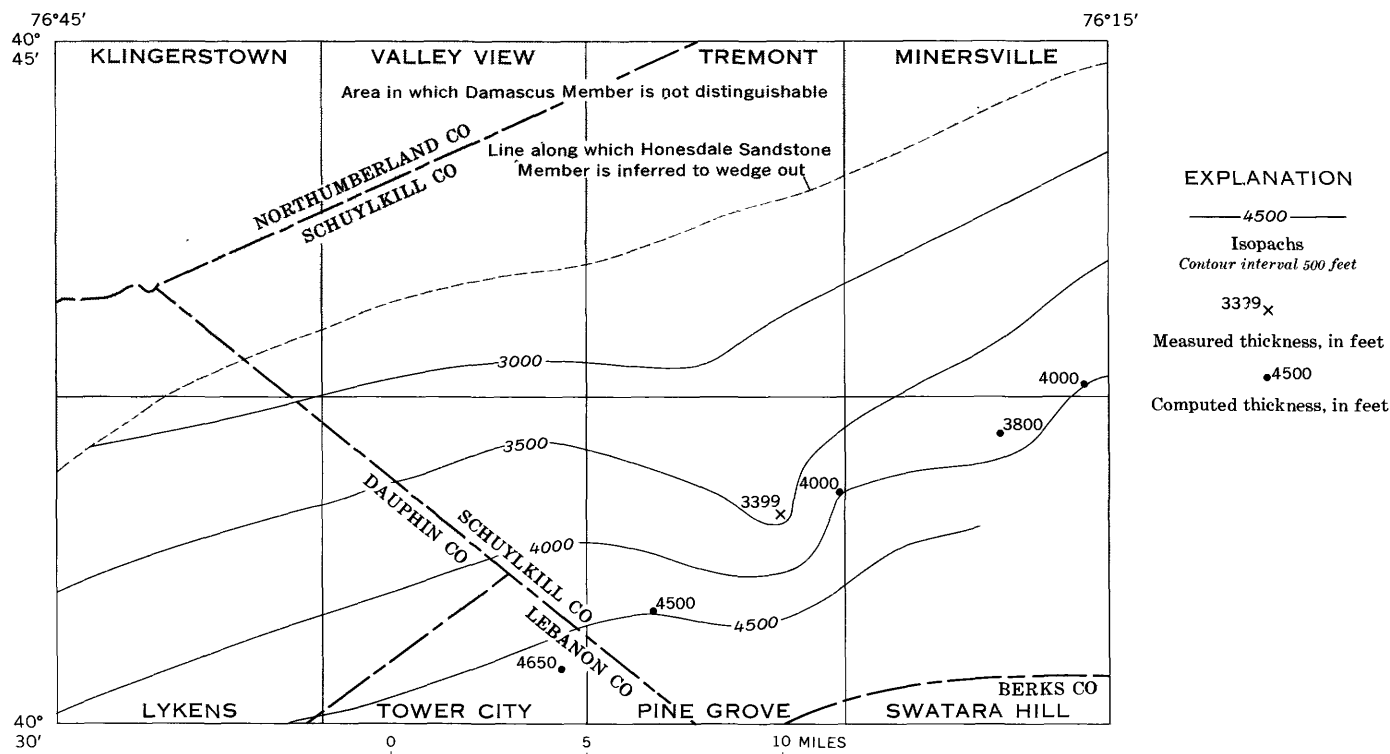 76°45′
76°15′
40°
45′
KLINGERSTOWN
VALLEY VIEW
TREMONT
MINERSVILLE
Area in which Damascus Member is not distinguishable
NORTHUMBERLAND CO
SCHUYLKILL CO
Line along which Honesdale Sandstone
Member is inferred to wedge out
3000
3500
4000
4500
DAUPHIN CO
SCHUYLKILL CO
LEBANON CO
3399
4000
3800
4000
4500
4650
BERKS CO
40°
30′
LYKENS
TOWER CITY
PINE GROVE
SWATARA HILL
0
5
10 MILES
EXPLANATION
4500
Isopachs
Contour interval 500 feet
3399
Measured thickness, in feet
4500
Computed thickness, in feet